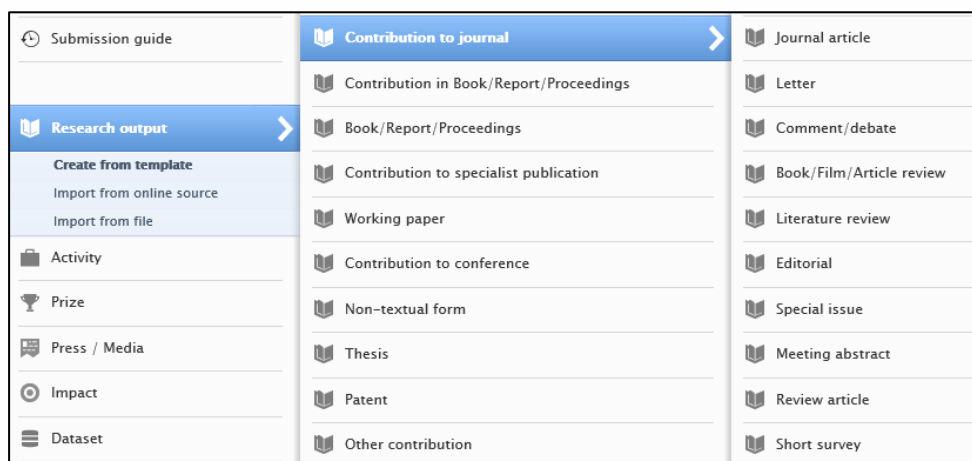 Submission guide
Research output
Create from template
Import from online source
Import from file
Activity
Prize
Press / Media
Impact
Dataset
Contribution to journal
Contribution in Book/Report/Proceedings
Book/Report/Proceedings
Contribution to specialist publication
Working paper
Contribution to conference
Non-textual form
Thesis
Patent
Other contribution
Journal article
Letter
Comment/debate
Book/Film/Article review
Literature review
Editorial
Special issue
Meeting abstract
Review article
Short survey